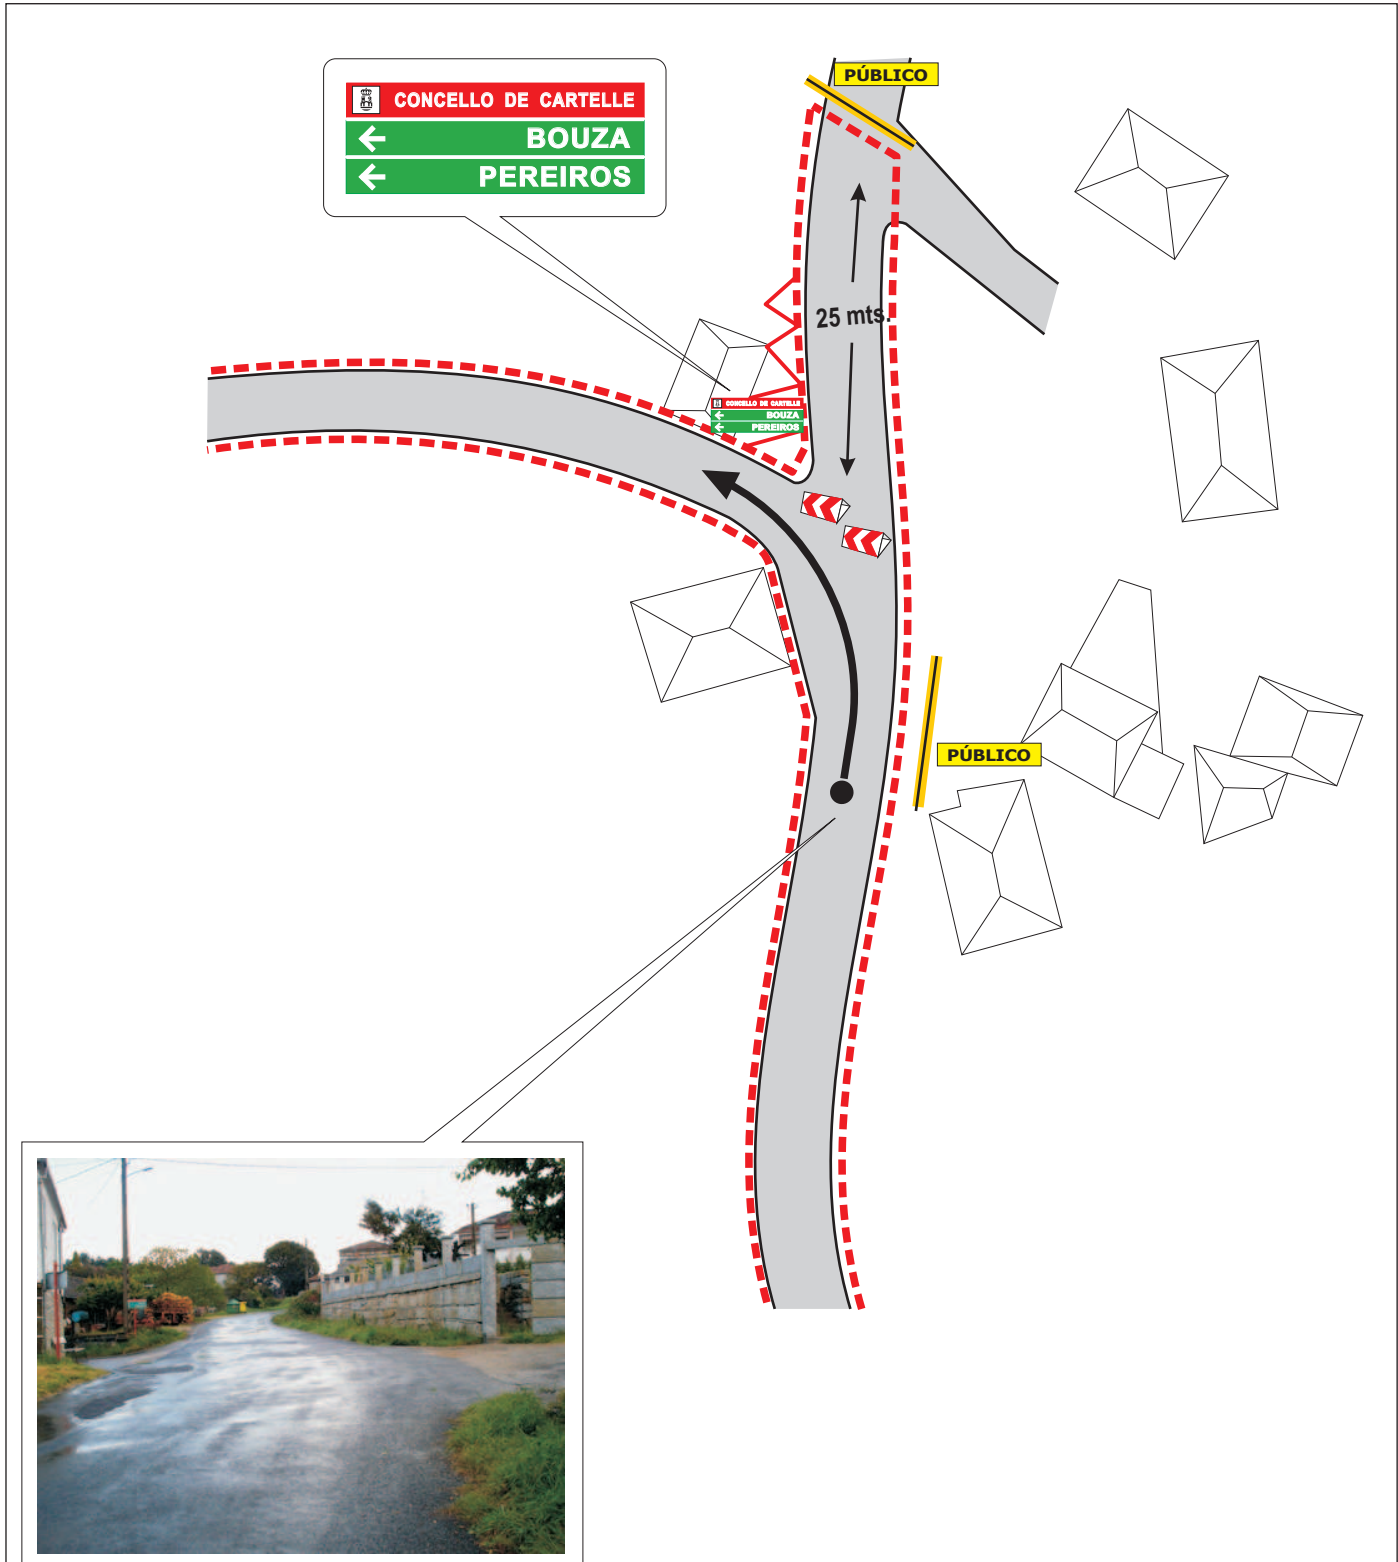 PÚBLICO
CONCELLO DE CARTELLE
BOUZA
PEREIROS
25 mts.
CONCELLO DE CARTELLE
BOUZA
PEREIROS
PÚBLICO